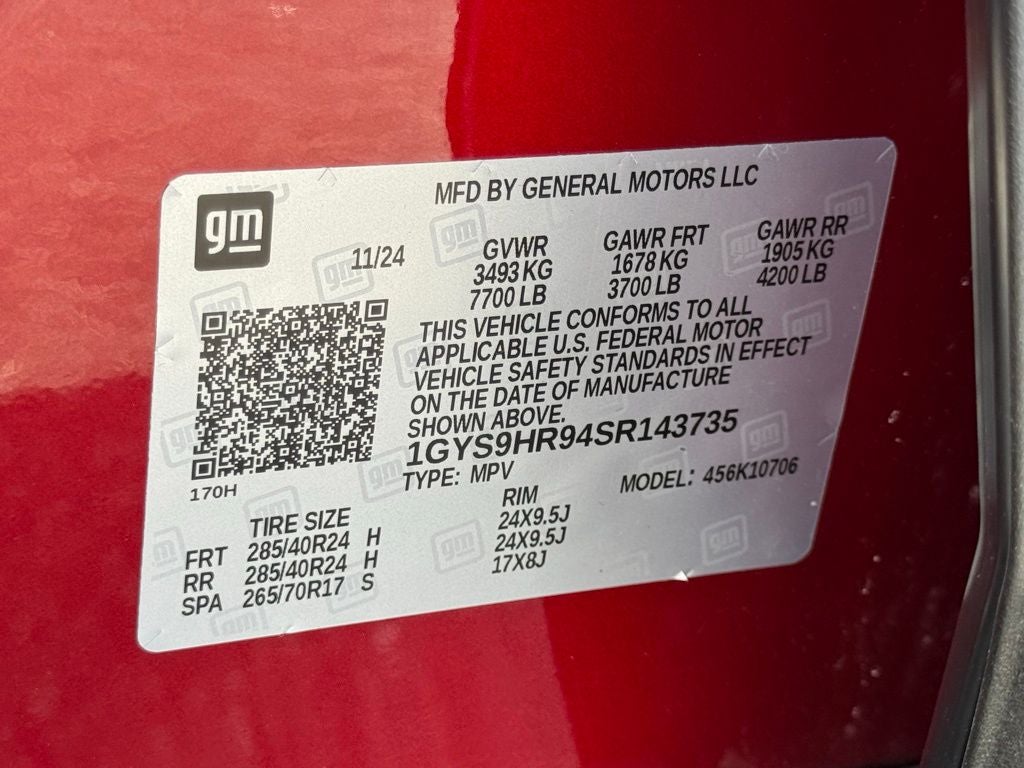 gm
MFD BY GENERAL MOTORS LLC
11/24
GVWR GAWR FRT GAWR RR
3493 KG 1678 KG 1905 KG
7700 LB 3700 LB 4200 LB
THIS VEHICLE CONFORMS TO ALL
APPLICABLE U.S. FEDERAL MOTOR
VEHICLE SAFETY STANDARDS IN EFFECT
ON THE DATE OF MANUFACTURE
SHOWN ABOVE.
1GYS9HR94SR143735
TYPE: MPV MODEL: 456K10706
170H
TIRE SIZE RIM
FRT 285/40R24 H 24X9.5J
RR 285/40R24 H 24X9.5J
SPA 265/70R17 S 17X8J